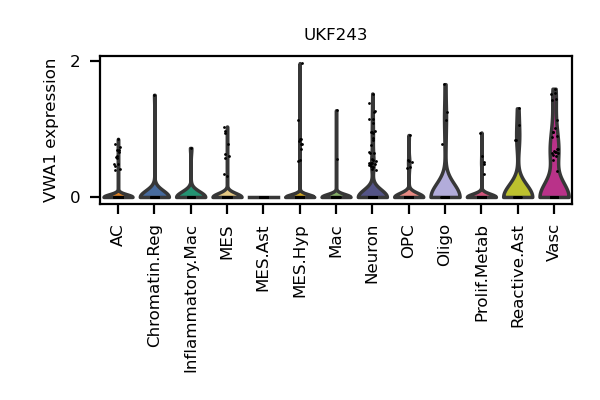 UKF243
VWA1 expression
2
0
AC
Chromatin.Reg
Inflammatory.Mac
MES
MES.Ast
MES.Hyp
Mac
Neuron
OPC
Oligo
Prolif.Metab
Reactive.Ast
Vasc